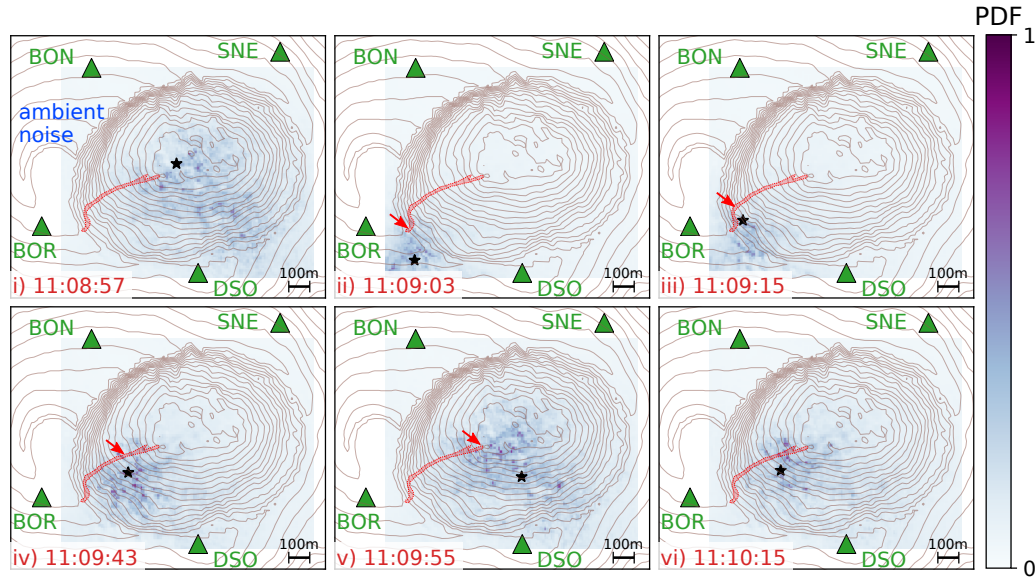 PDF
1
0
BON
SNE
ambient
noise
BOR
DSO
100m
i) 11:08:57
BON
SNE
BOR
DSO
100m
ii) 11:09:03
BON
SNE
BOR
DSO
100m
iii) 11:09:15
BON
SNE
BOR
DSO
100m
iv) 11:09:43
BON
SNE
BOR
DSO
100m
v) 11:09:55
BON
SNE
BOR
DSO
100m
vi) 11:10:15